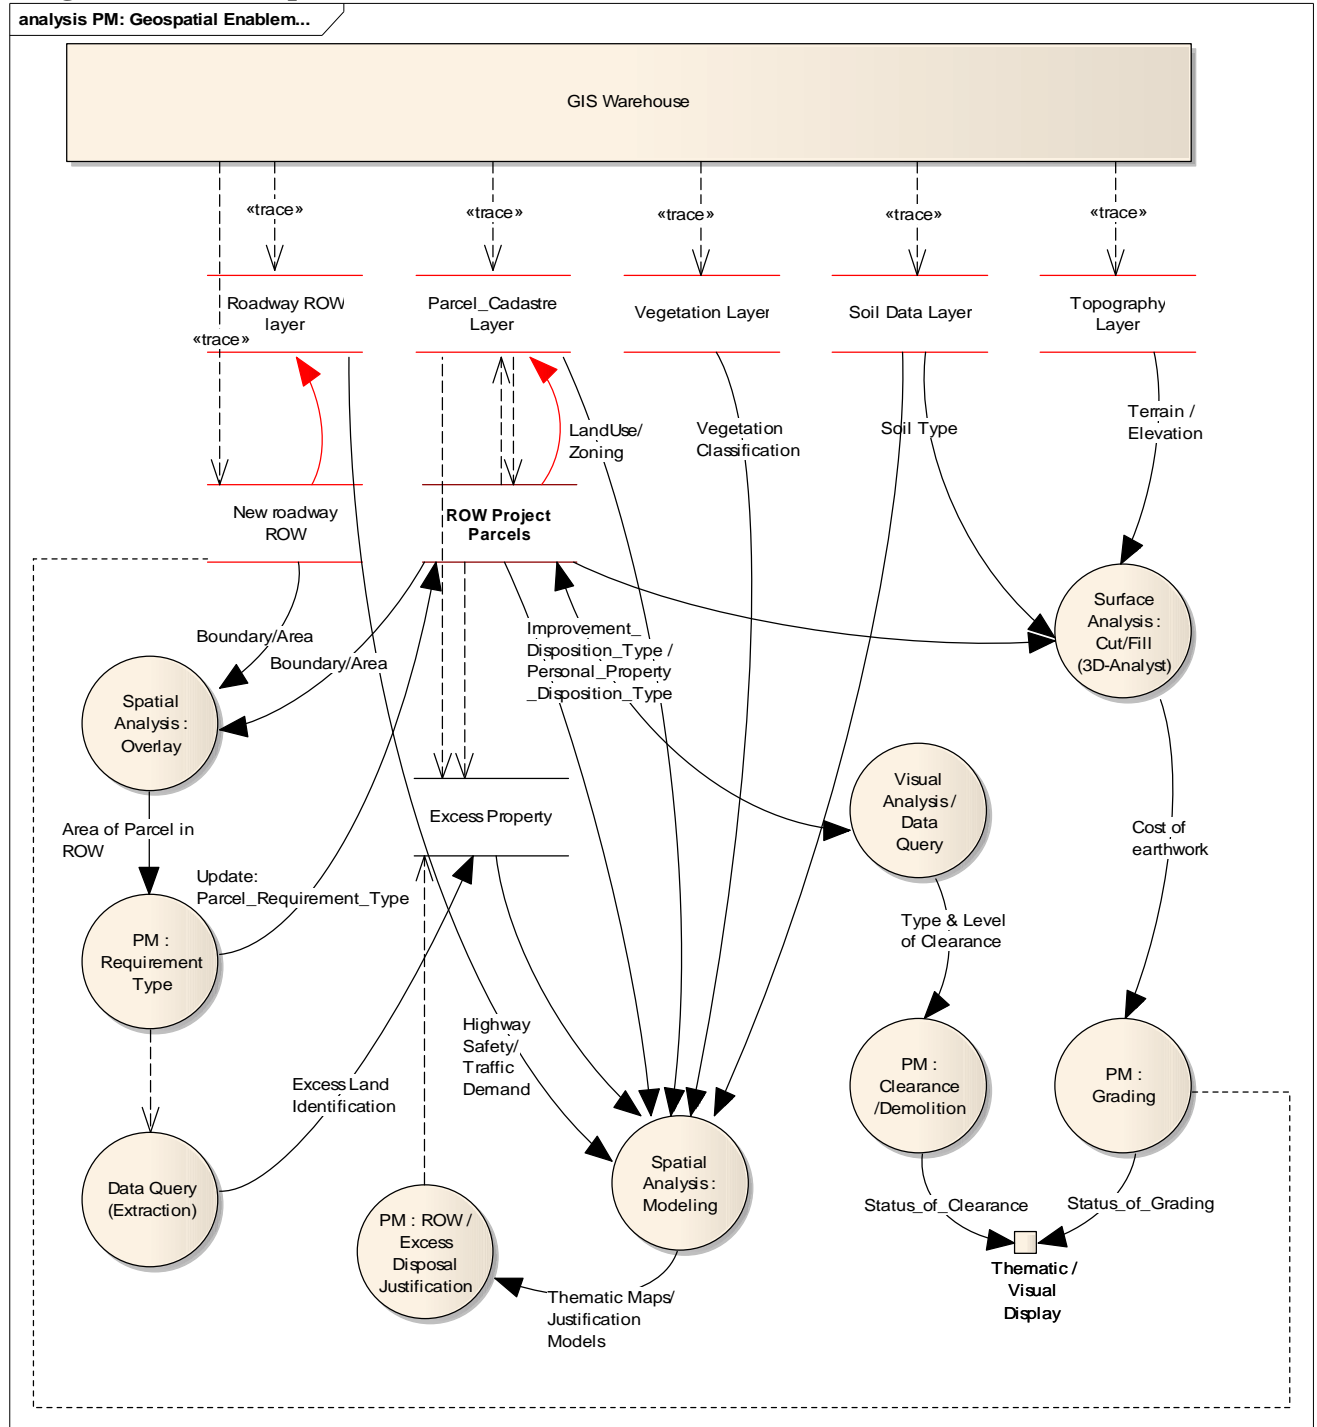 analysis PM: Geospatial Enablem...
GIS Warehouse
«trace»
«trace»
«trace»
«trace»
«trace»
Roadway ROW
layer
«trace»
Parcel_Cadastre
Layer
Vegetation Layer
Soil Data Layer
Topography
Layer
LandUse/
Zoning
Vegetation
Classification
Soil Type
Terrain /
Elevation
New roadway
ROW
ROW Project
Parcels
Boundary/Area
Boundary/Area
Improvement_
Disposition_Type /
Personal_Property
_Disposition_Type
Surface
Analysis :
Cut/Fill
(3D-Analyst)
Spatial
Analysis :
Overlay
Visual
Analysis /
Data
Query
Excess Property
Area of Parcel in
ROW
Cost of
earthwork
Update:
Parcel_Requirement_Type
Type & Level
of Clearance
PM :
Requirement
Type
Highway
Safety/
Traffic
Demand
Excess Land
Identification
PM :
Clearance
/Demolition
PM :
Grading
Data Query
(Extraction)
Spatial
Analysis :
Modeling
PM : ROW /
Excess
Disposal
Justification
Status_of_Clearance
Status_of_Grading
Thematic /
Visual
Display
Thematic Maps/
Justification
Models